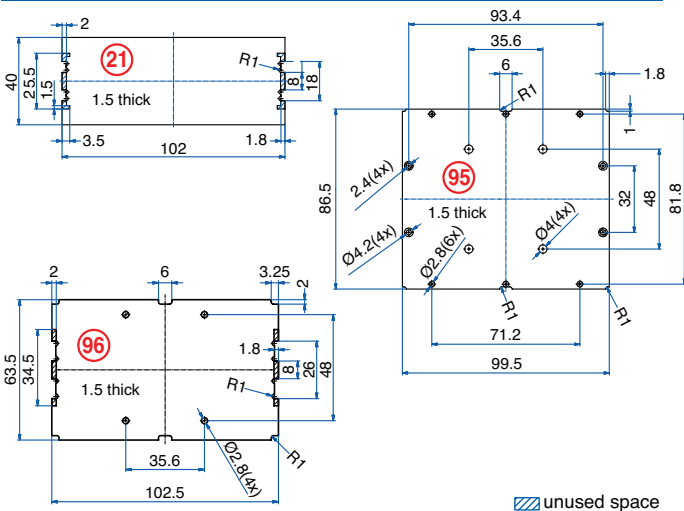 2
21
R1
40
25.5
1.5
1.5 thick
8
18
3.5
102
1.8
93.4
35.6
6
R1
1.8
1
2.4(4x)
95
86.5
1.5 thick
32
48
81.8
Ø4.2(4x)
Ø2.8(6x)
Ø4(4x)
R1
R1
71.2
99.5
2
6
3.25
2
96
63.5
34.5
1.5 thick
1.8
8
26
48
R1
35.6
Ø2.8(4x)
R1
102.5
unused space